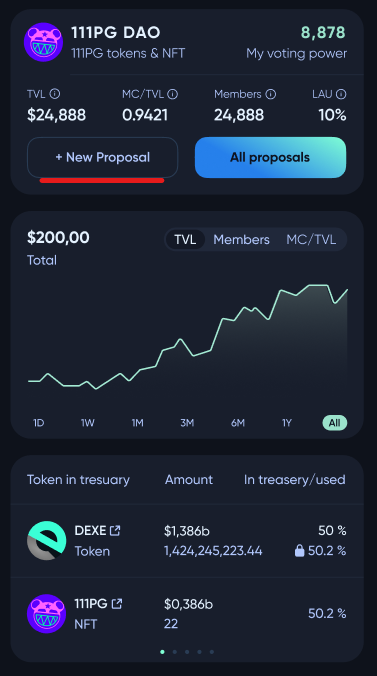 111PG DAO
8,878
111PG tokens & NFT
My voting power
TVL
MC/TVL
Members
LAU
$24,888
0.9421
24,888
10%
+ New Proposal
All proposals
$200,00
TVL
Members
MC/TVL
Total
1D
1W
1M
3M
6M
1Y
All
Token in tresuary
Amount
In treasery/used
DEXE
$1,386b
50 %
Token
1,424,245,223.44
50.2 %
111PG
$0,386b
NFT
22
50.2 %